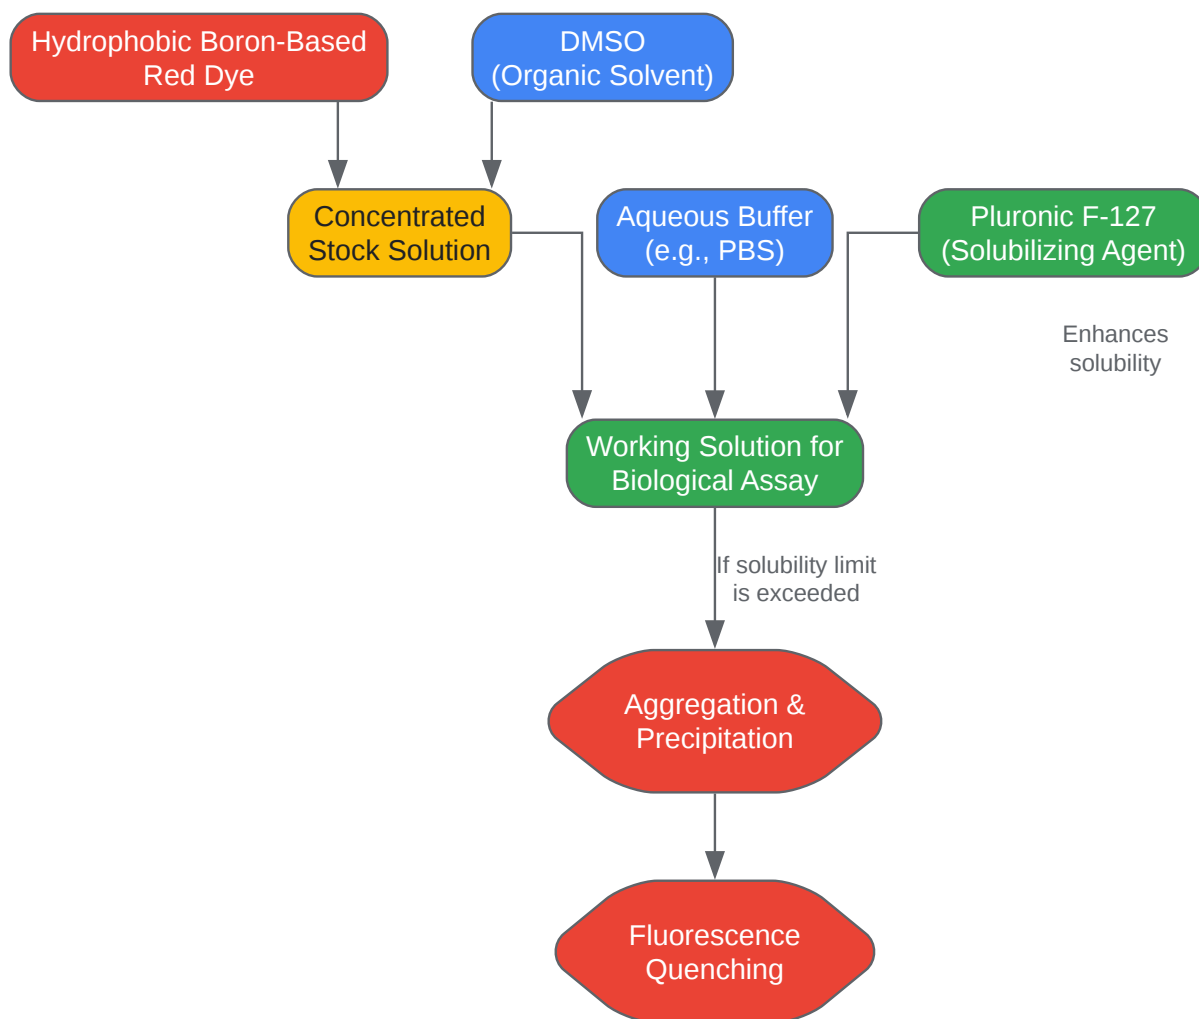 Hydrophobic Boron-Based
Red Dye
DMSO
(Organic Solvent)
Concentrated
Stock Solution
Aqueous Buffer
(e.g., PBS)
Pluronic F-127
(Solubilizing Agent)
Enhances
solubility
Working Solution for
Biological Assay
If solubility limit
is exceeded
Aggregation &
Precipitation
Fluorescence
Quenching